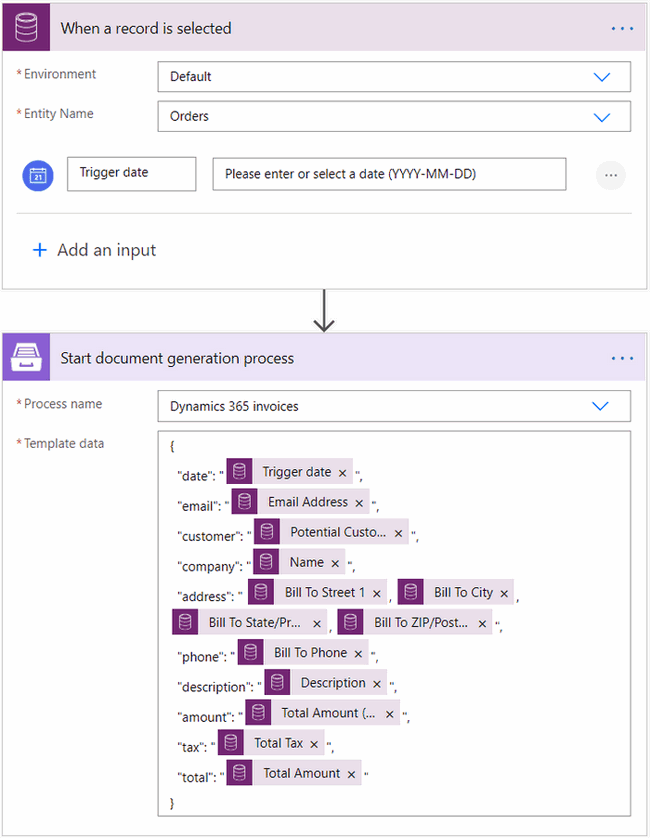 When a record is selected
* Environment Default
* Entity Name Orders
21 Trigger date Please enter or select a date (YYYY-MM-DD) ...
+ Add an input
Start document generation process
* Process name Dynamics 365 invoices
* Template data {
"date": " Trigger date × ",
"email": " Email Address × ",
"customer": " Potential Custo... × ",
"company": " Name × ",
"address": " Bill To Street 1 × , Bill To City × ,
Bill To State/Pr... × , Bill To ZIP/Post... × ",
"phone": " Bill To Phone × ",
"description": " Description × ",
"amount": " Total Amount (... × ",
"tax": " Total Tax × ",
"total": " Total Amount × "
}